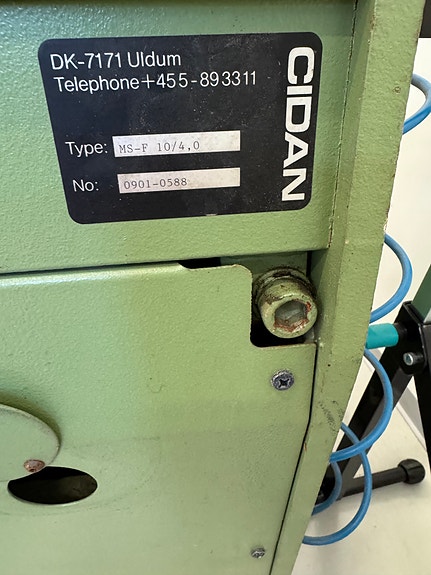 DK-7171 Uldum
Telephone+455-893311
CIDAN
Type: MS-F 10/4,0
No: 0901-0588